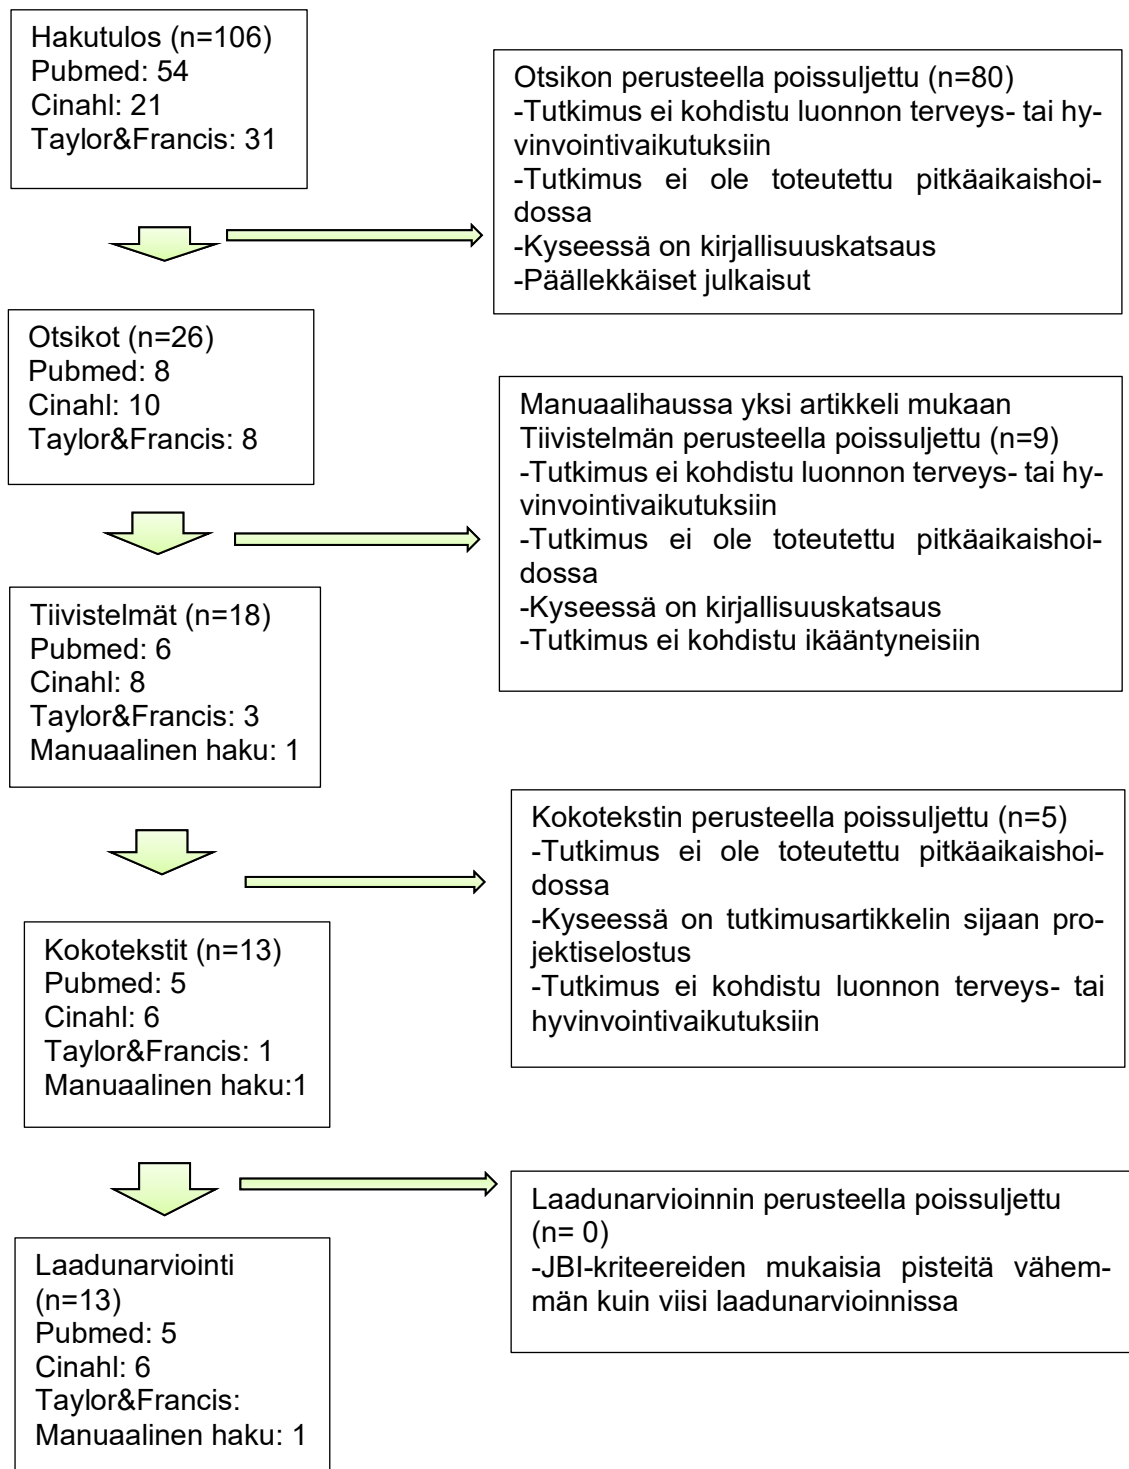 Hakutulos (n=106)
Pubmed: 54
Cinahl: 21
Taylor&Francis: 31
Otsikon perusteella poissuljettu (n=80)
-Tutkimus ei kohdistu luonnon terveys- tai hy-
vinvointivaikutuksiin
-Tutkimus ei ole toteutettu pitkäaikaishoi-
dossa
-Kyseessä on kirjallisuuskatsaus
-Päällekkäiset julkaisut
Otsikot (n=26)
Pubmed: 8
Cinahl: 10
Taylor&Francis: 8
Manuaalihaussa yksi artikkeli mukaan
Tiivistelmän perusteella poissuljettu (n=9)
-Tutkimus ei kohdistu luonnon terveys- tai hy-
vinvointivaikutuksiin
-Tutkimus ei ole toteutettu pitkäaikaishoi-
dossa
-Kyseessä on kirjallisuuskatsaus
-Tutkimus ei kohdistu ikääntyneisiin
Tiivistelmät (n=18)
Pubmed: 6
Cinahl: 8
Taylor&Francis: 3
Manuaalinen haku: 1
Kokotekstin perusteella poissuljettu (n=5)
-Tutkimus ei ole toteutettu pitkäaikaishoi-
dossa
-Kyseessä on tutkimusartikkelin sijaan pro-
jektiselostus
-Tutkimus ei kohdistu luonnon terveys- tai
hyvinvointivaikutuksiin
Kokotekstit (n=13)
Pubmed: 5
Cinahl: 6
Taylor&Francis: 1
Manuaalinen haku:1
Laadunarvioinnin perusteella poissuljettu
(n= 0)
-JBI-kriteereiden mukaisia pisteitä vähem-
män kuin viisi laadunarvioinnissa
Laadunarviointi
(n=13)
Pubmed: 5
Cinahl: 6
Taylor&Francis:
Manuaalinen haku: 1